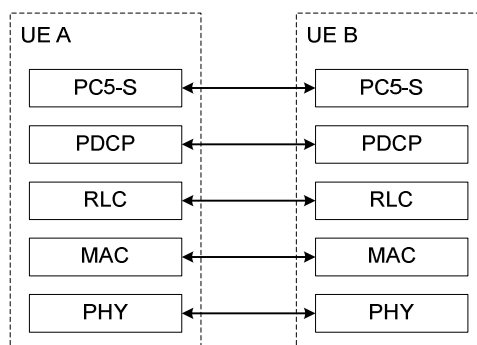 UE A
UE B
PC5-S
PC5-S
PDCP
PDCP
RLC
RLC
MAC
MAC
PHY
PHY